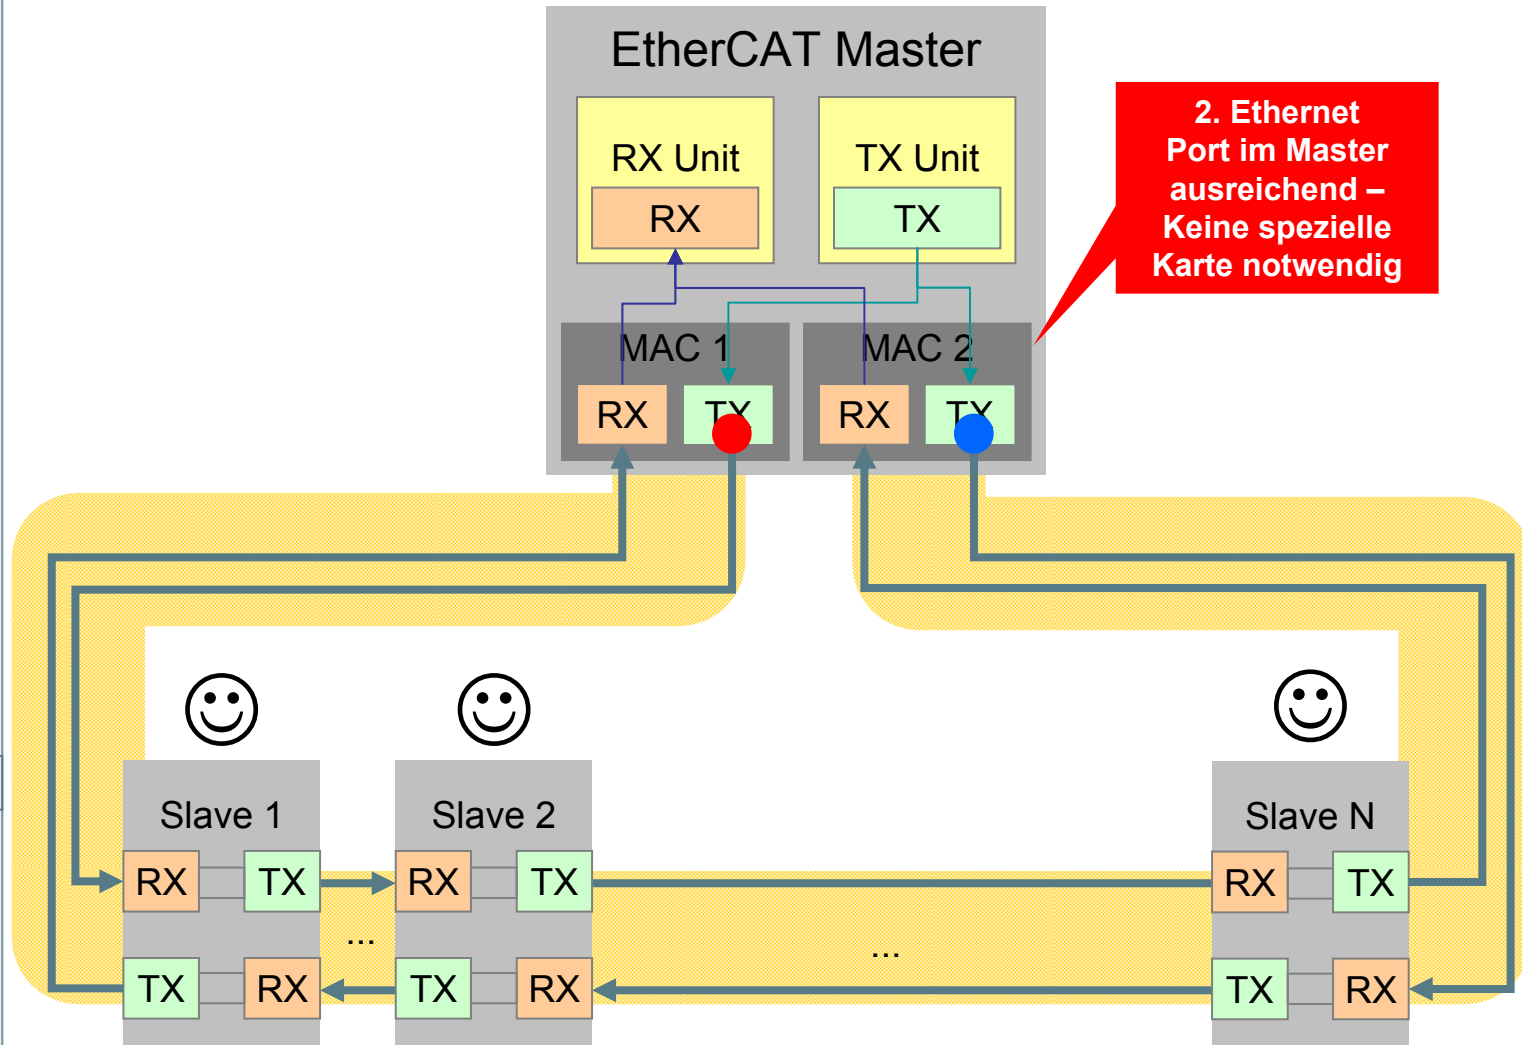 EtherCAT Master
RX Unit
TX Unit
RX
TX
2. Ethernet
Port im Master
ausreichend –
Keine spezielle
Karte notwendig
MAC 1
MAC 2
RX
TX
RX
TX
Slave 1
Slave 2
Slave N
RX
TX
RX
TX
RX
TX
...
...
TX
RX
TX
RX
TX
RX